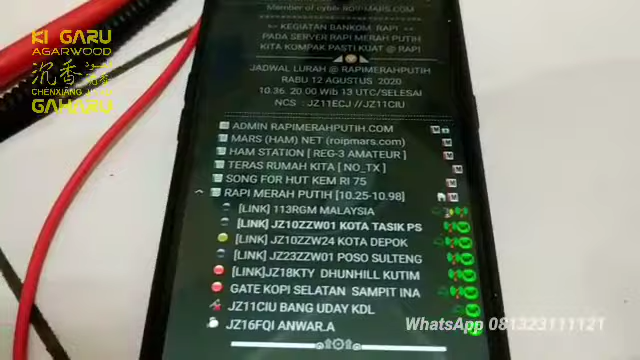 KI GARU
AGARWOOD
沉香
CHENXIANG
GAHARU
Member of cyber ROIPMARS.COM
KEGIATAN BANKOM RAPI
PADA SERVER RAPI MERAH PUTIH
KITA KOMPAK PASTI KUAT @ RAPI
JADWAL LURAH @ RAPIMERAHPUTIH
RABU 12 AGUSTUS 2020
10.36 20.00 Wib 13 UTC/SELESAI
NCS : JZ11ECJ //JZ11CIU
ADMIN RAPIMERAHPUTIH.COM
MARS (HAM) NET (roipmars.com)
HAM STATION [ REG-3 AMATEUR ]
TERAS RUMAH KITA [ NO_TX ]
SONG FOR HUT KEM RI 75
RAPI MERAH PUTIH [10.25-10.98]
[LINK] 113RGM MALAYSIA
[LINK] JZ10ZZW01 KOTA TASIK PS
[LINK] JZ10ZZW24 KOTA DEPOK
[LINK] JZ23ZZW01 POSO SULTENG
[LINK]JZ18KTY DHUNHILL KUTIM
GATE KOPI SELATAN SAMPIT INA
JZ11CIU BANG UDAY KDL
JZ16FQI ANWAR.A
WhatsApp 081323111121